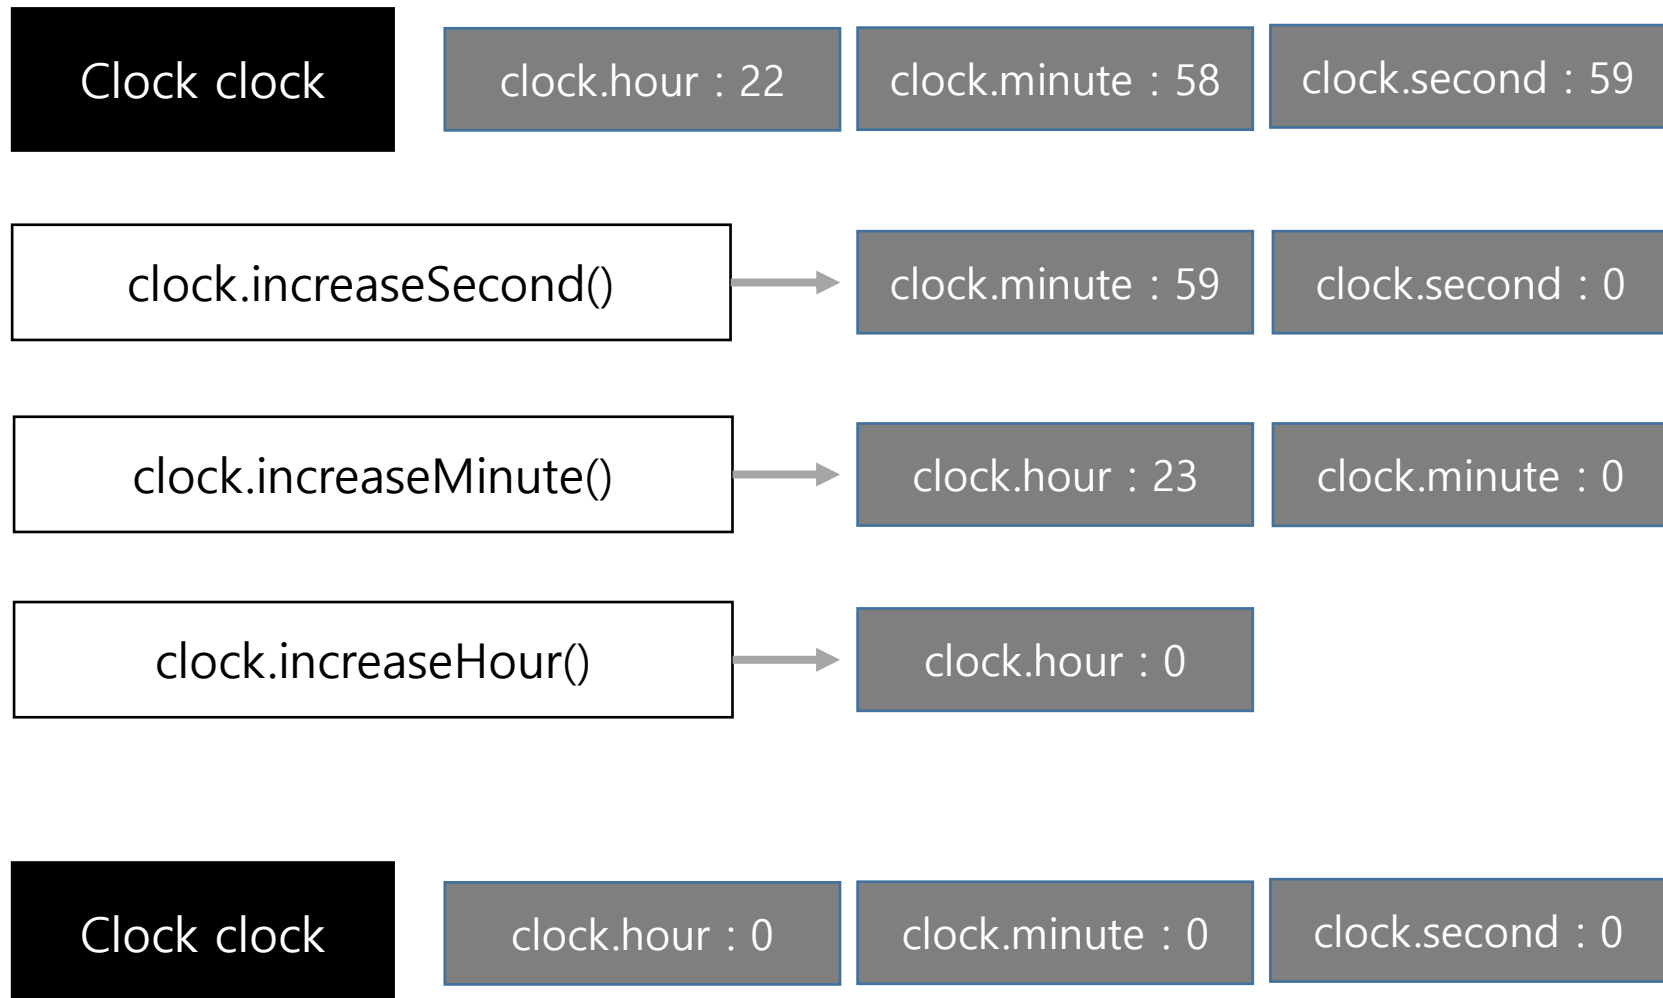 Clock clock
clock.hour : 22
clock.minute : 58
clock.second : 59
clock.increaseSecond()
clock.minute : 59
clock.second : 0
clock.increaseMinute()
clock.hour : 23
clock.minute : 0
clock.increaseHour()
clock.hour : 0
Clock clock
clock.hour : 0
clock.minute : 0
clock.second : 0